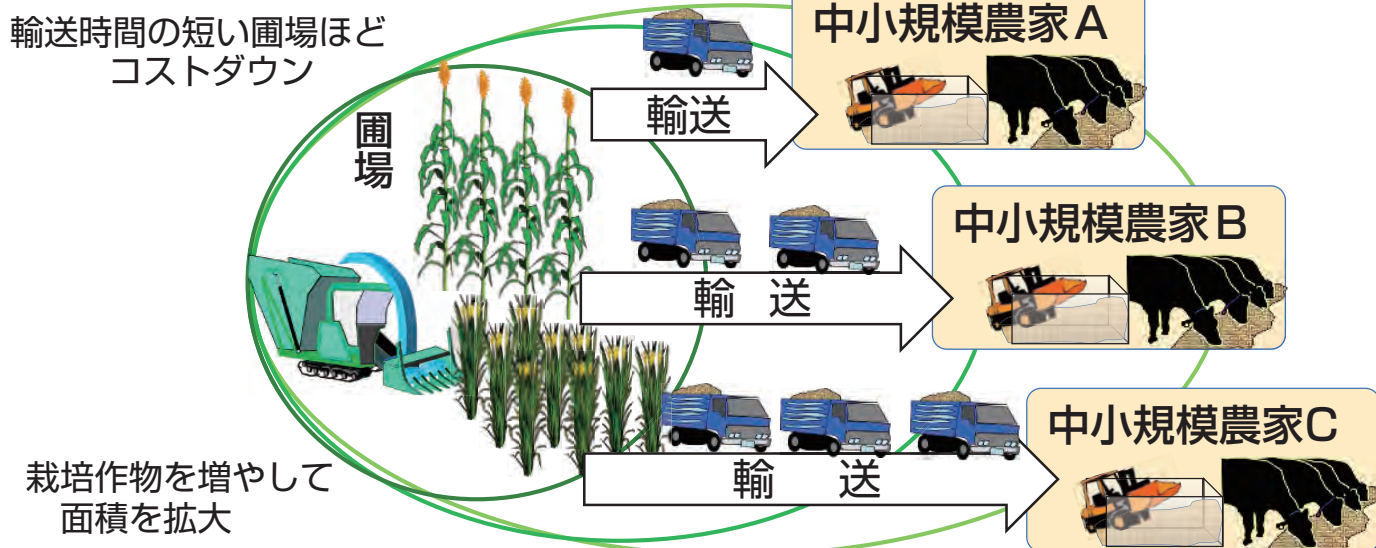 輸送時間の短い圃場ほど
コストダウン
圃場
輸送
中小規模農家A
輸 送
中小規模農家B
輸 送
中小規模農家C
栽培作物を増やして
面積を拡大